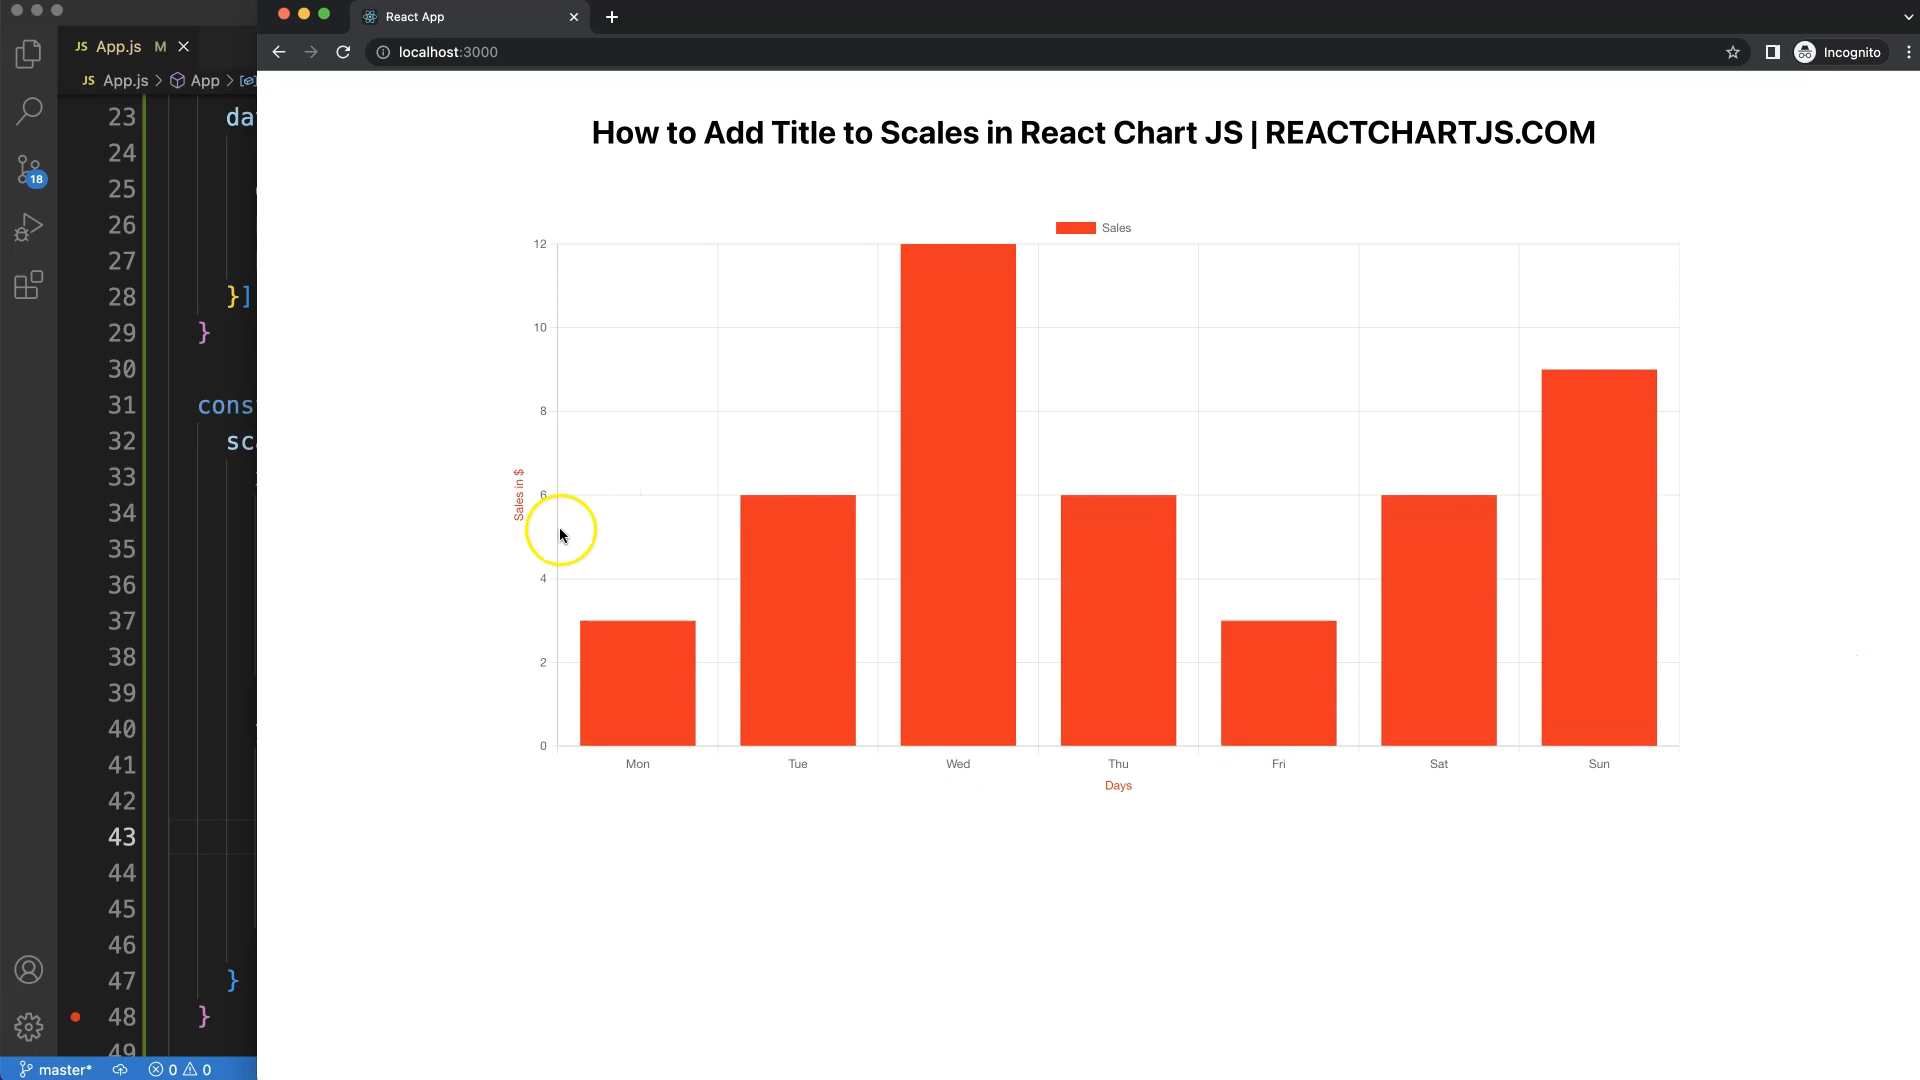 React App
localhost:3000
Incognito
JS App.js M
JS App.js > App >
18
23 da
24
25
26
27
28 }]
29 }
30
31 cons
32 sc
33
34
35
36
37
38
39
40
41
42
43
44
45
46
47 }
48 }
49
master* 0 0
How to Add Title to Scales in React Chart JS | REACTCHARTJS.COM
Sales
12
10
8
6
4
2
0
Sales in $
Mon Tue Wed Thu Fri Sat Sun
Days